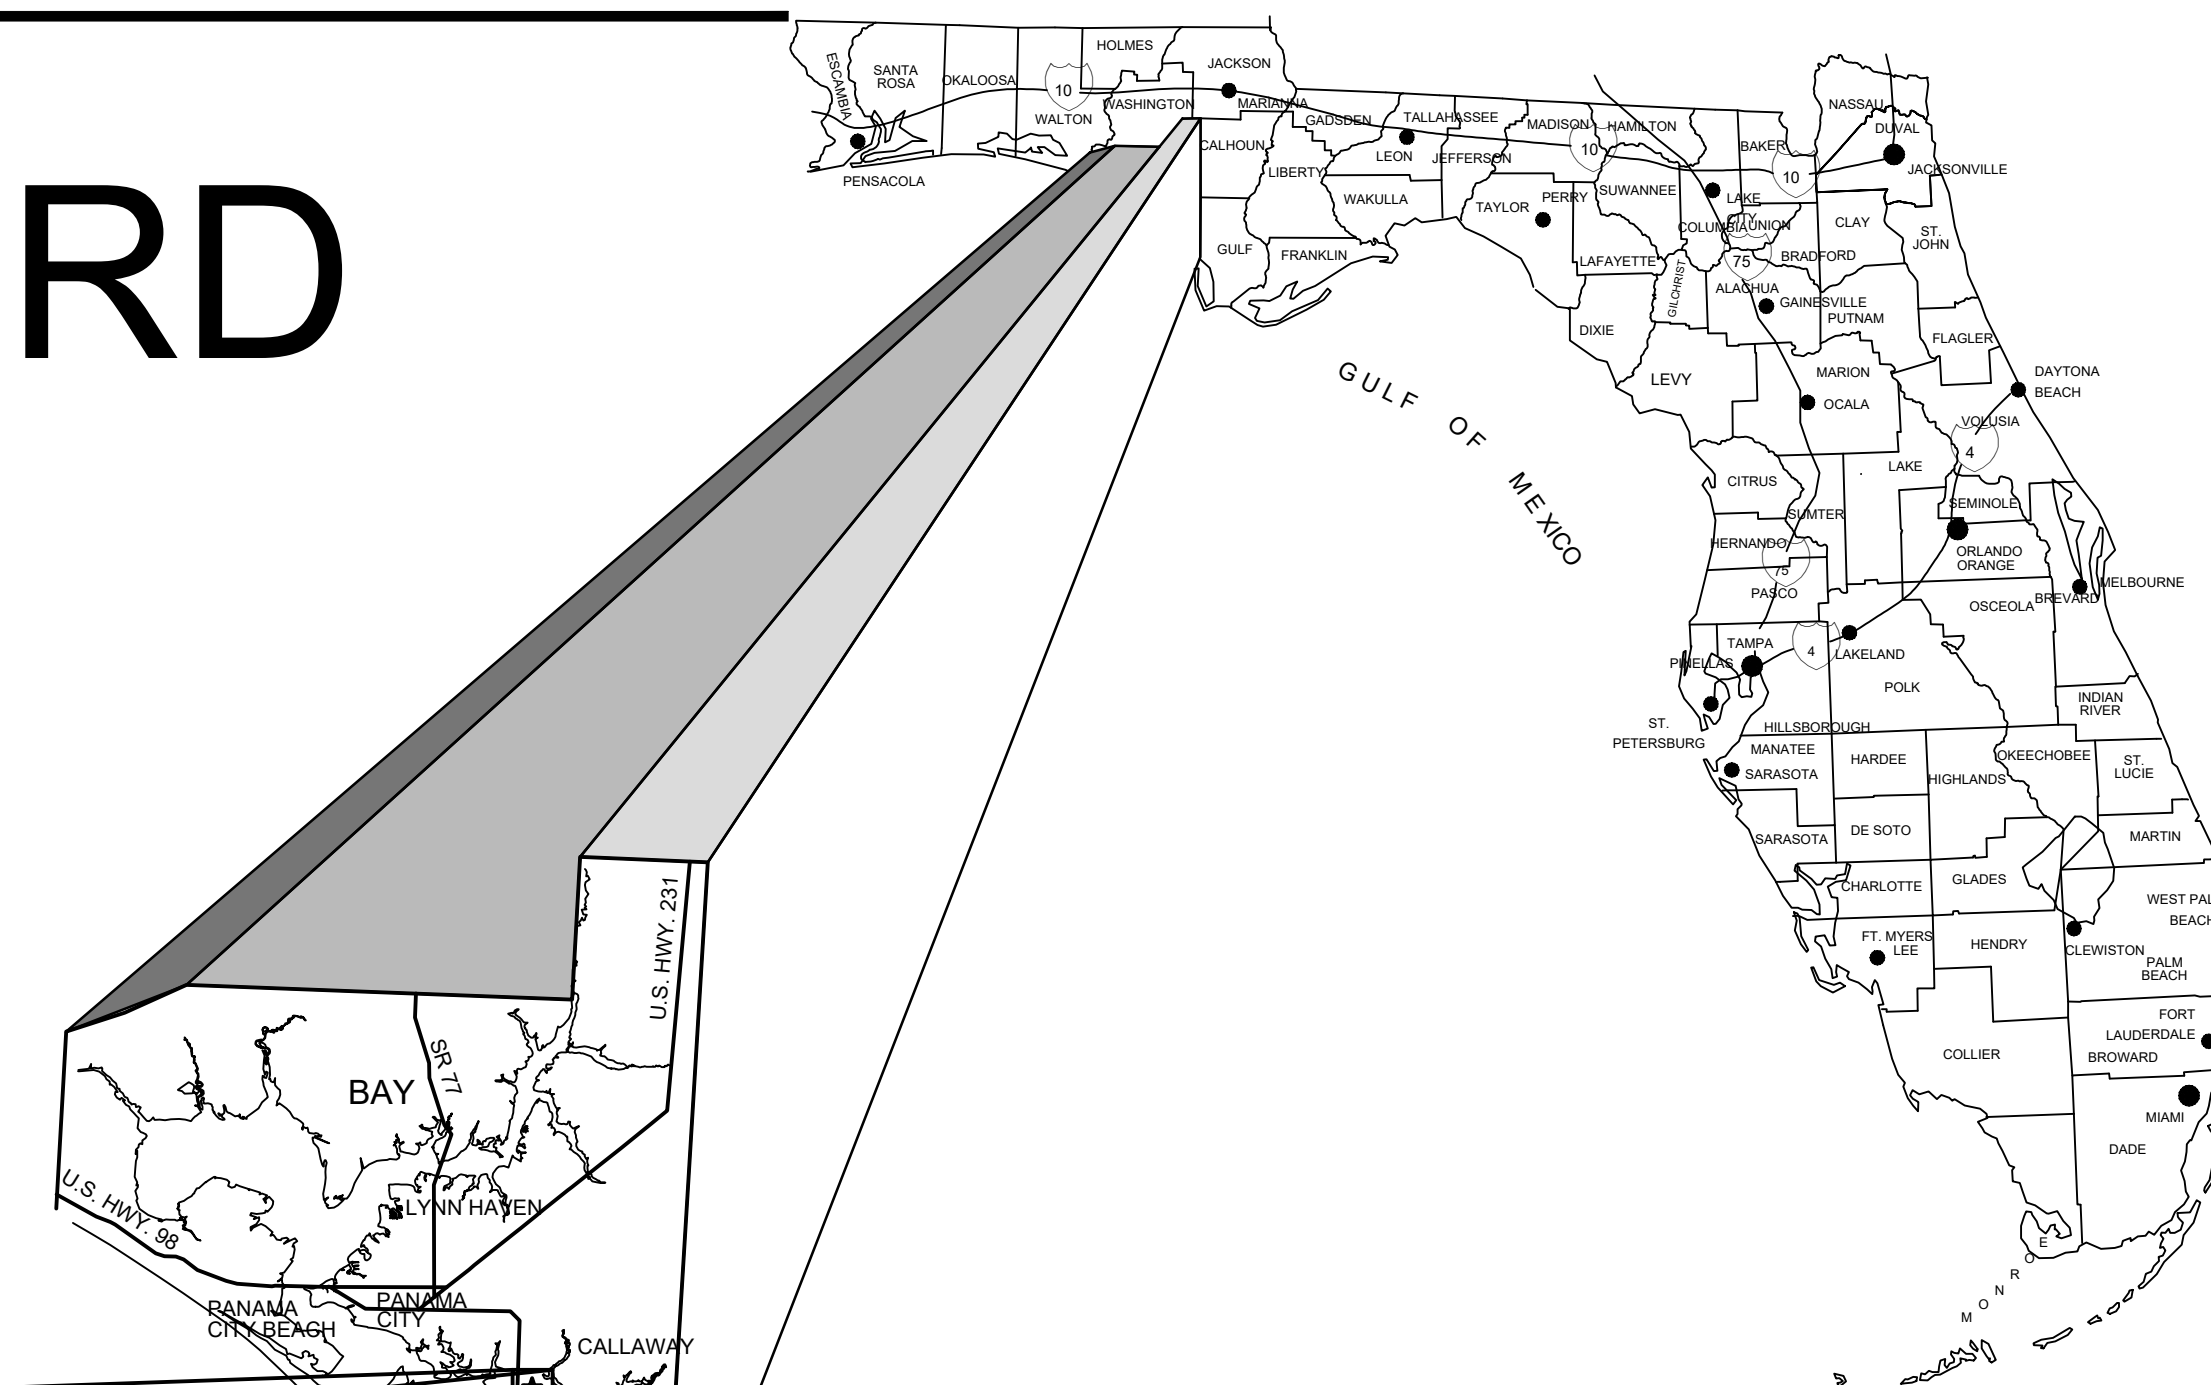 RD
ESCAMBIA
SANTA
ROSA
OKALOOSA
10
WALTON
HOLMES
WASHINGTON
JACKSON
MARIANNA
PENSACOLA
CALHOUN
GADSDEN
LIBERTY
GULF
FRANKLIN
TALLAHASSEE
LEON
JEFFERSON
WAKULLA
MADISON
10
HAMILTON
TAYLOR
PERRY
SUWANNEE
LAFAYETTE
DIXIE
GILCHRIST
LEVY
BAKER
10
NASSAU
DUVAL
JACKSONVILLE
LAKE
CITY
COLUMBIA
UNION
CLAY
ST.
JOHN
75
BRADFORD
ALACHUA
GAINESVILLE
PUTNAM
FLAGLER
MARION
OCALA
DAYTONA
BEACH
VOLUSIA
4
GULF OF MEXICO
CITRUS
LAKE
SUMTER
SEMINOLE
HERNANDO
75
PASCO
ORLANDO
ORANGE
OSCEOLA
BREVARD
MELBOURNE
TAMPA
PINELLAS
4
LAKELAND
POLK
ST.
PETERSBURG
HILLSBOROUGH
INDIAN
RIVER
MANATEE
SARASOTA
HARDEE
HIGHLANDS
OKEECHOBEE
ST.
LUCIE
SARASOTA
DE SOTO
MARTIN
CHARLOTTE
GLADES
WEST PAL
BEACH
FT. MYERS
LEE
HENDRY
CLEWISTON
PALM
BEACH
FORT
LAUDERDALE
COLLIER
BROWARD
MIAMI
DADE
MONROE
U.S. HWY. 231
SR 77
BAY
LYNN HAVEN
U.S. HWY. 98
PANAMA
CITY BEACH
PANAMA
CITY
CALLAWAY